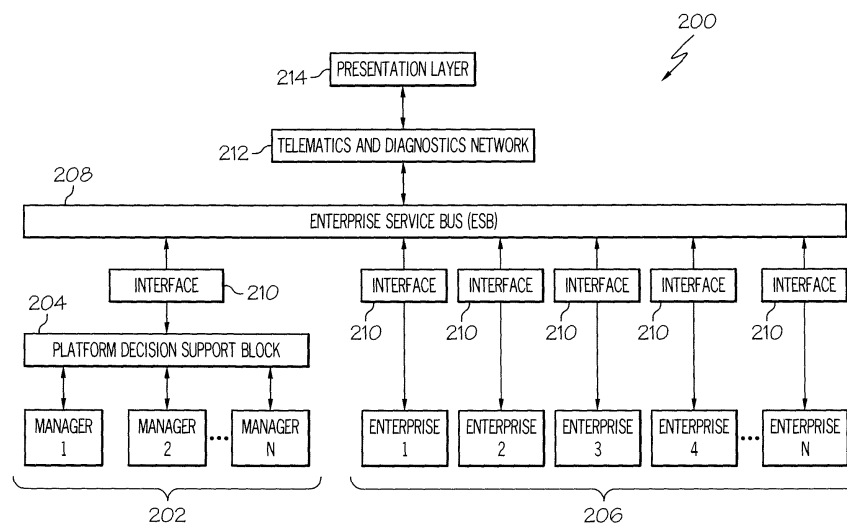 200
214 PRESENTATION LAYER
212 TELEMATICS AND DIAGNOSTICS NETWORK
208
ENTERPRISE SERVICE BUS (ESB)
INTERFACE 210 INTERFACE INTERFACE INTERFACE INTERFACE INTERFACE
204 210 210 210 210 210
PLATFORM DECISION SUPPORT BLOCK
MANAGER MANAGER MANAGER ENTERPRISE ENTERPRISE ENTERPRISE ENTERPRISE ENTERPRISE
1 2 ••• N 1 2 3 4 ••• N
202 206